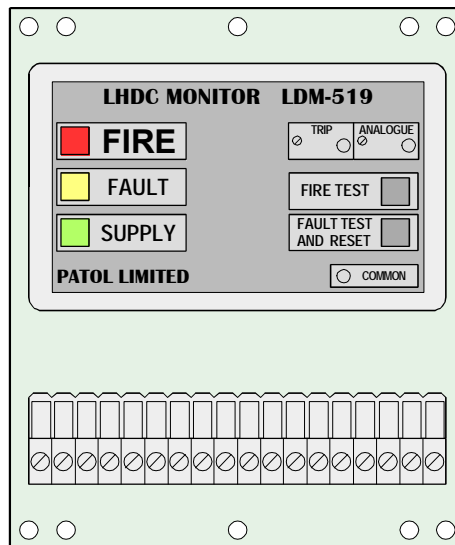 LHDC MONITOR LDM-519
FIRE
TRIP
ANALOGUE
FAULT
FIRE TEST
SUPPLY
FAULT TEST
AND RESET
PATOL LIMITED
COMMON